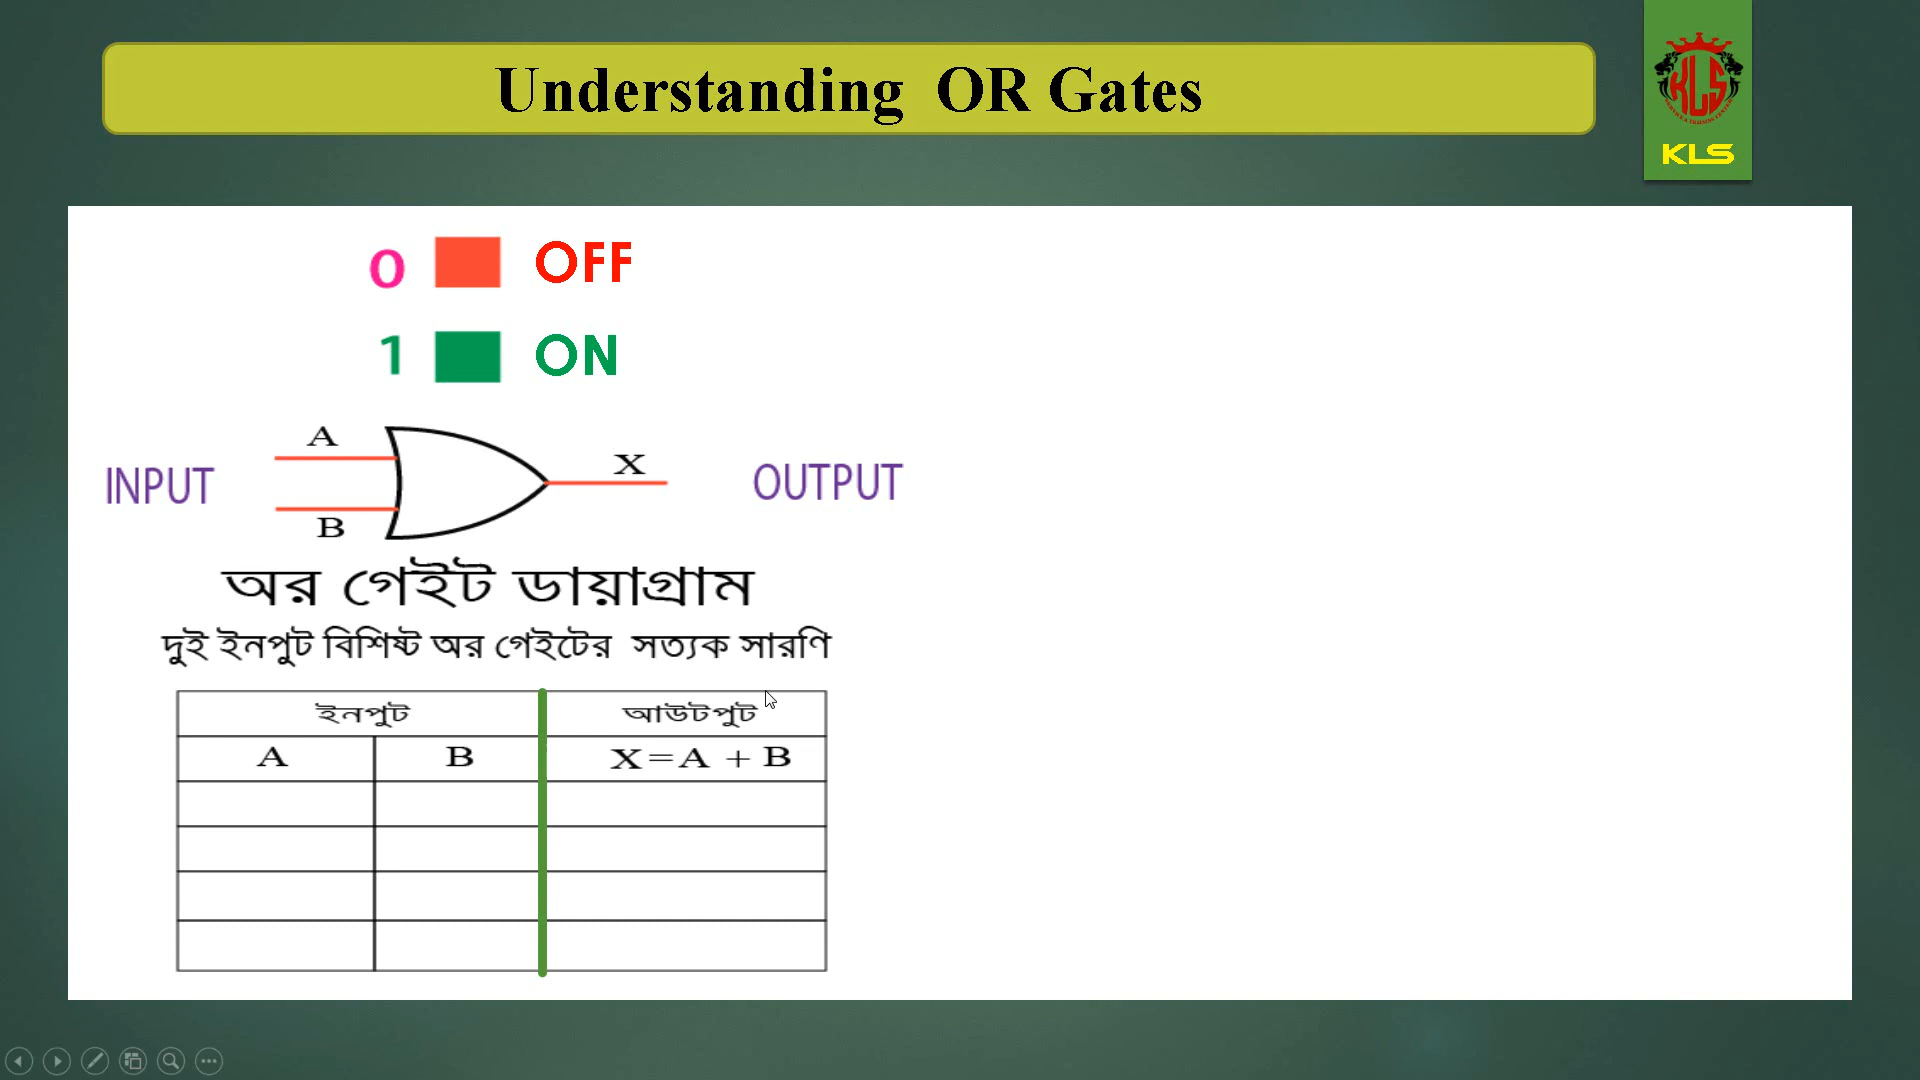 Understanding OR Gates
KLS
KLS
0 OFF
1 ON
A
INPUT X OUTPUT
B
অর গেইট ডায়াগ্রাম
দুই ইনপুট বিশিষ্ট অর গেইটের সত্যক সারণি
ইনপুট আউটপুট
A B X=A + B